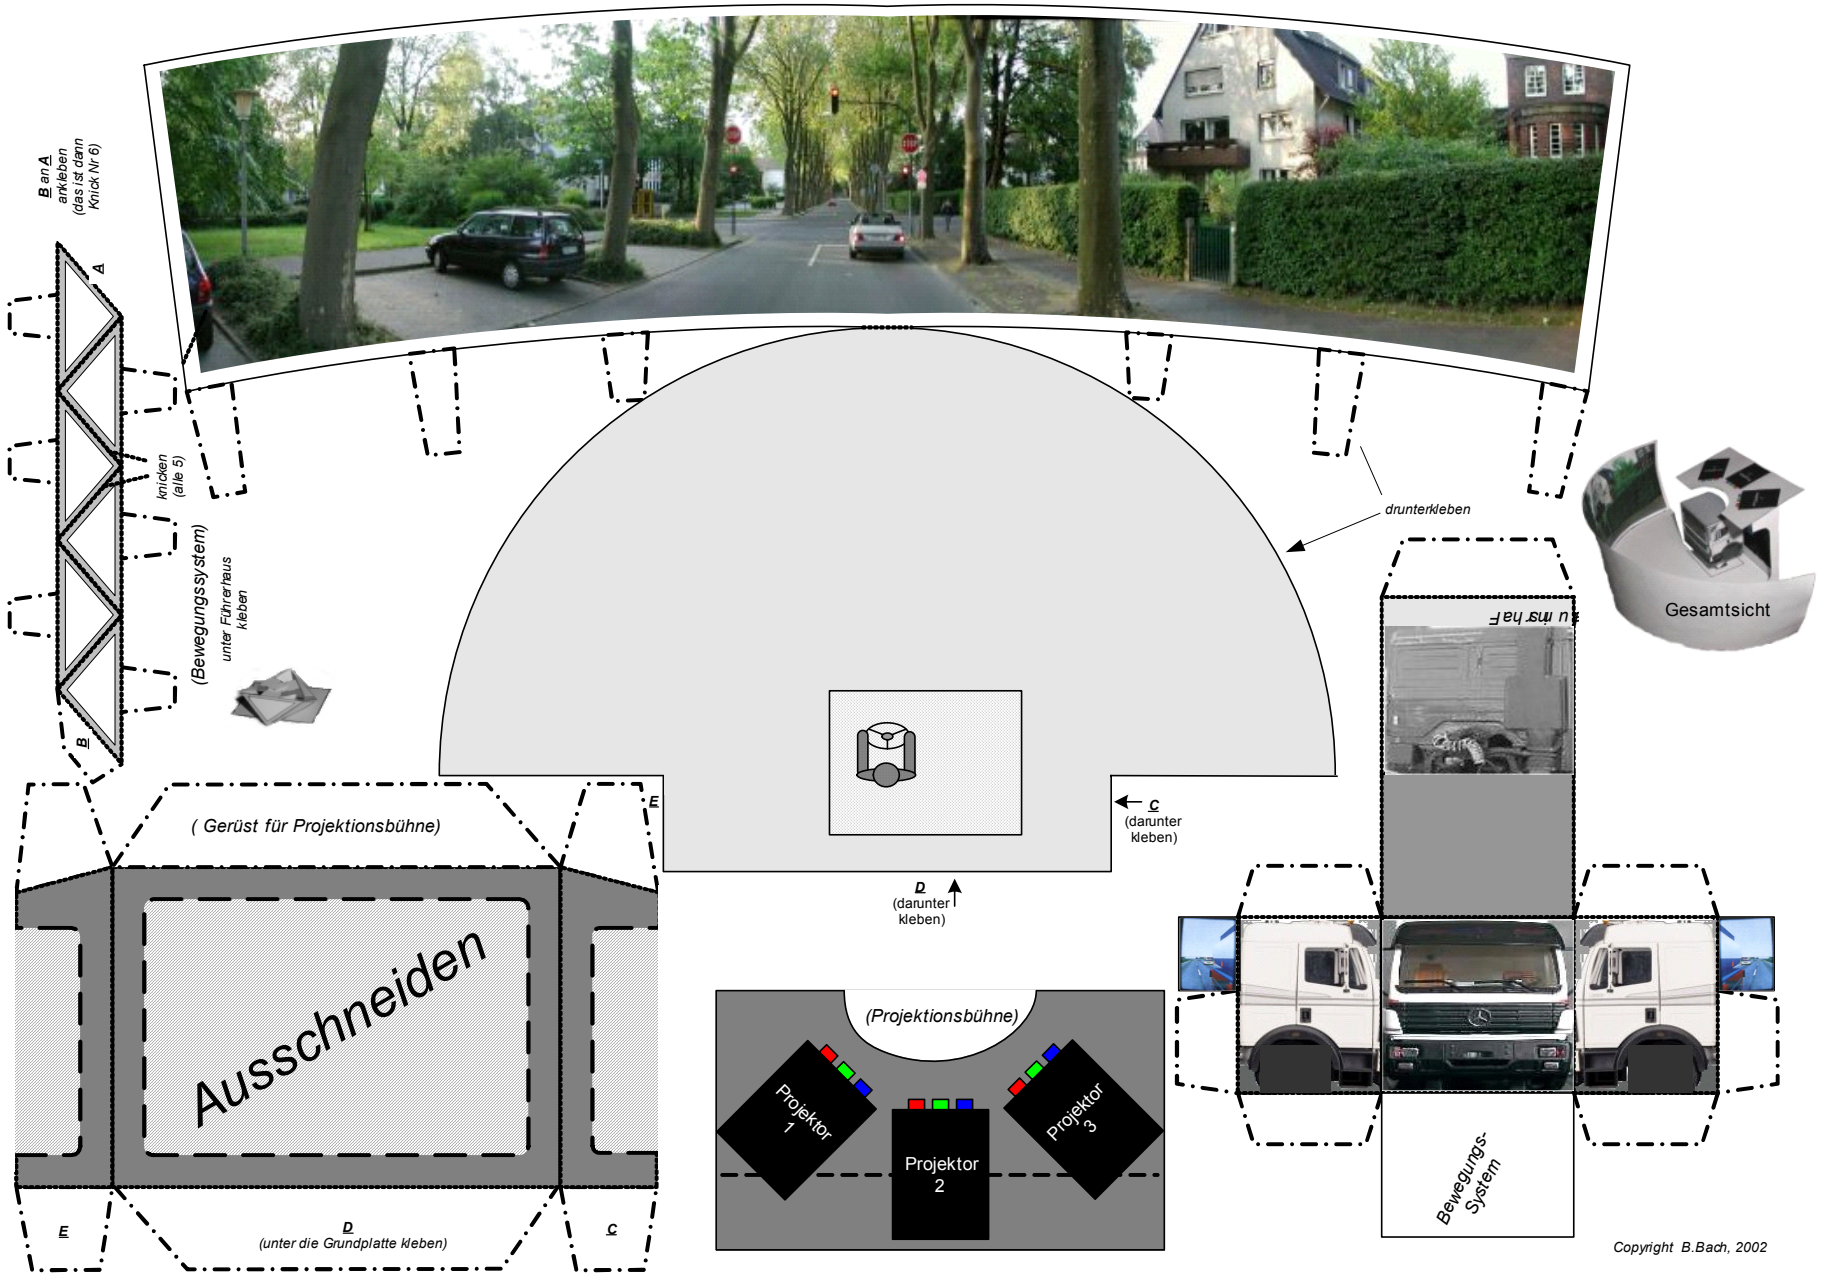 B an A
ankleben
(das ist dann
Knick Nr 6)
A
knicken
(alle 5)
(Bewegungssystem)
unter Führerhaus
kleben
B
STOP
drunterkleben
Gesamtsicht
C
(darunter
kleben)
D
(darunter
kleben)
( Gerüst für Projektionsbühne)
E
Ausschneiden
E
D
(unter die Grundplatte kleben)
C
(Projektionsbühne)
Projektor
1
Projektor
2
Projektor
3
Bewegungs-
System
Copyright B.Bach, 2002